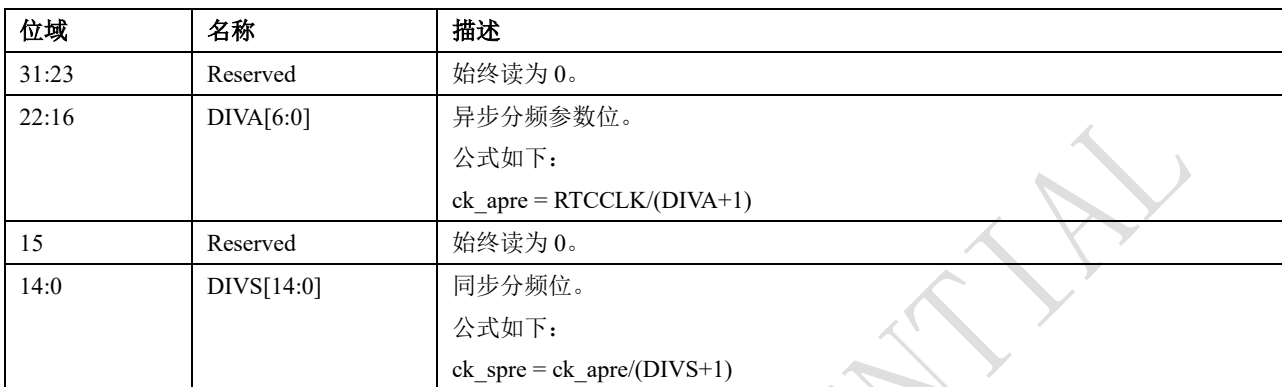 位域 名称 描述
31:23 Reserved 始终读为 0。
22:16 DIVA[6:0] 异步分频参数位。
公式如下：
ck_apre = RTCCLK/(DIVA+1)
15 Reserved 始终读为 0。
14:0 DIVS[14:0] 同步分频位。
公式如下：
ck_spre = ck_apre/(DIVS+1)
ENTIAL